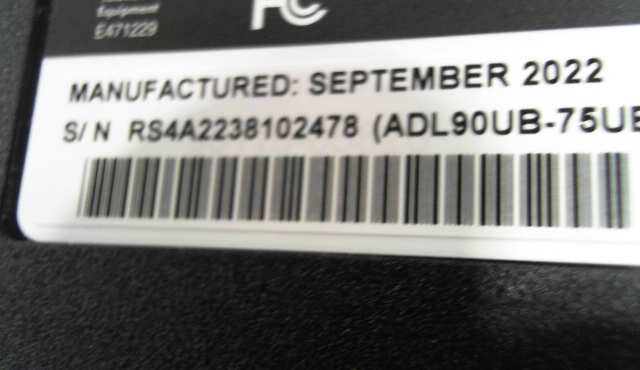 Equipment
E471229
FC
MANUFACTURED: SEPTEMBER 2022
S/N RS4A2238102478 (ADL90UB-75UE